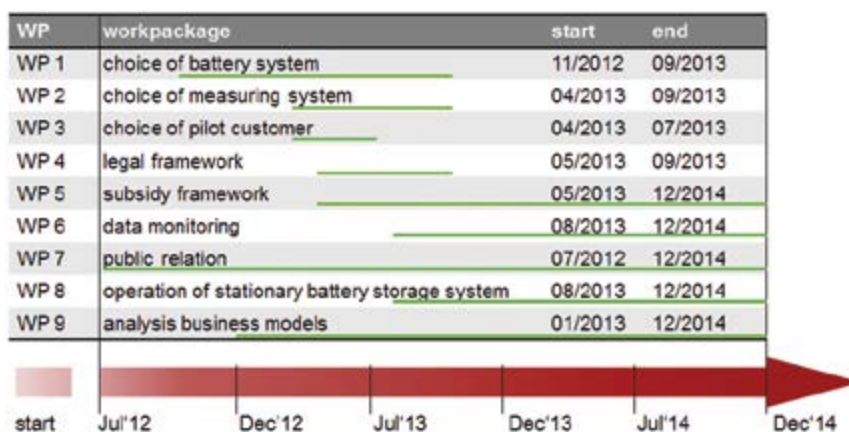 WP workpackage start end
WP 1 choice of battery system 11/2012 09/2013
WP 2 choice of measuring system 04/2013 09/2013
WP 3 choice of pilot customer 04/2013 07/2013
WP 4 legal framework 05/2013 09/2013
WP 5 subsidy framework 05/2013 12/2014
WP 6 data monitoring 08/2013 12/2014
WP 7 public relation 07/2012 12/2014
WP 8 operation of stationary battery storage system 08/2013 12/2014
WP 9 analysis business models 01/2013 12/2014
start Jul'12 Dec'12 Jul'13 Dec'13 Jul'14 Dec'14